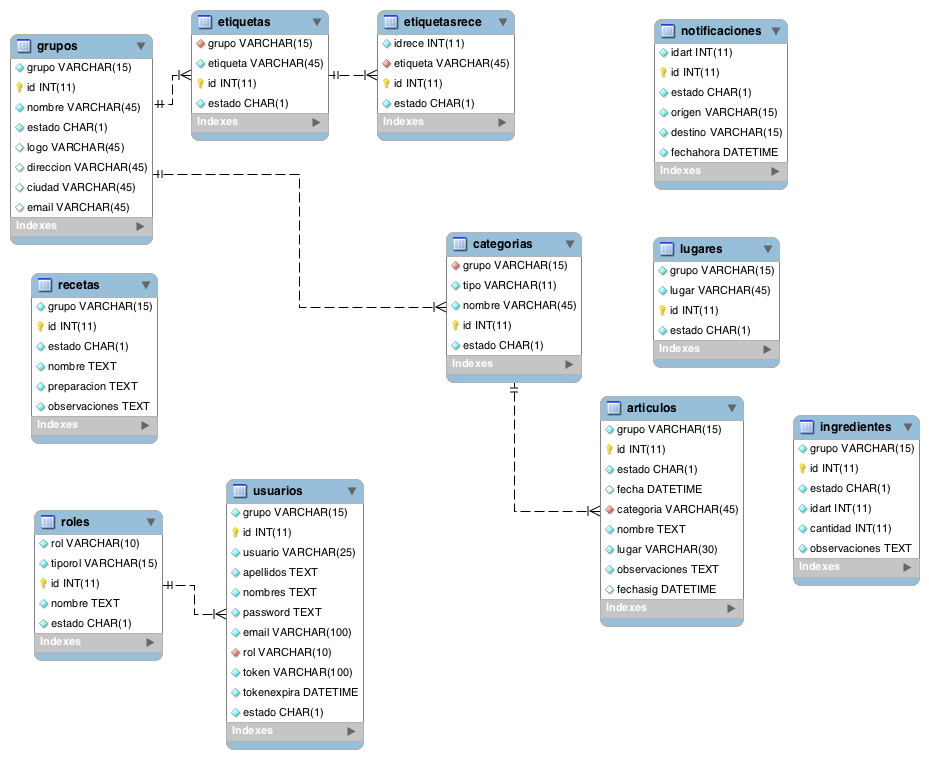 grupos
grupo VARCHAR(15)
id INT(11)
nombre VARCHAR(45)
estado CHAR(1)
logo VARCHAR(45)
direccion VARCHAR(45)
ciudad VARCHAR(45)
email VARCHAR(45)
Indexes
etiquetas
grupo VARCHAR(15)
etiqueta VARCHAR(45)
id INT(11)
estado CHAR(1)
Indexes
etiquetasrece
idrece INT(11)
etiqueta VARCHAR(45)
id INT(11)
estado CHAR(1)
Indexes
notificaciones
idart INT(11)
id INT(11)
estado CHAR(1)
origen VARCHAR(15)
destino VARCHAR(15)
fechahora DATETIME
Indexes
recetas
grupo VARCHAR(15)
id INT(11)
estado CHAR(1)
nombre TEXT
preparacion TEXT
observaciones TEXT
Indexes
categorias
grupo VARCHAR(15)
tipo VARCHAR(11)
nombre VARCHAR(45)
id INT(11)
estado CHAR(1)
Indexes
lugares
grupo VARCHAR(15)
lugar VARCHAR(45)
id INT(11)
estado CHAR(1)
Indexes
articulos
grupo VARCHAR(15)
id INT(11)
estado CHAR(1)
fecha DATETIME
categoria VARCHAR(45)
nombre TEXT
lugar VARCHAR(30)
observaciones TEXT
fechasig DATETIME
Indexes
ingredientes
grupo VARCHAR(15)
id INT(11)
estado CHAR(1)
idart INT(11)
cantidad INT(11)
observaciones TEXT
Indexes
roles
rol VARCHAR(10)
tiporol VARCHAR(15)
id INT(11)
nombre TEXT
estado CHAR(1)
Indexes
usuarios
grupo VARCHAR(15)
id INT(11)
usuario VARCHAR(25)
apellidos TEXT
nombres TEXT
password TEXT
email VARCHAR(100)
rol VARCHAR(10)
token VARCHAR(100)
tokenexpira DATETIME
estado CHAR(1)
Indexes